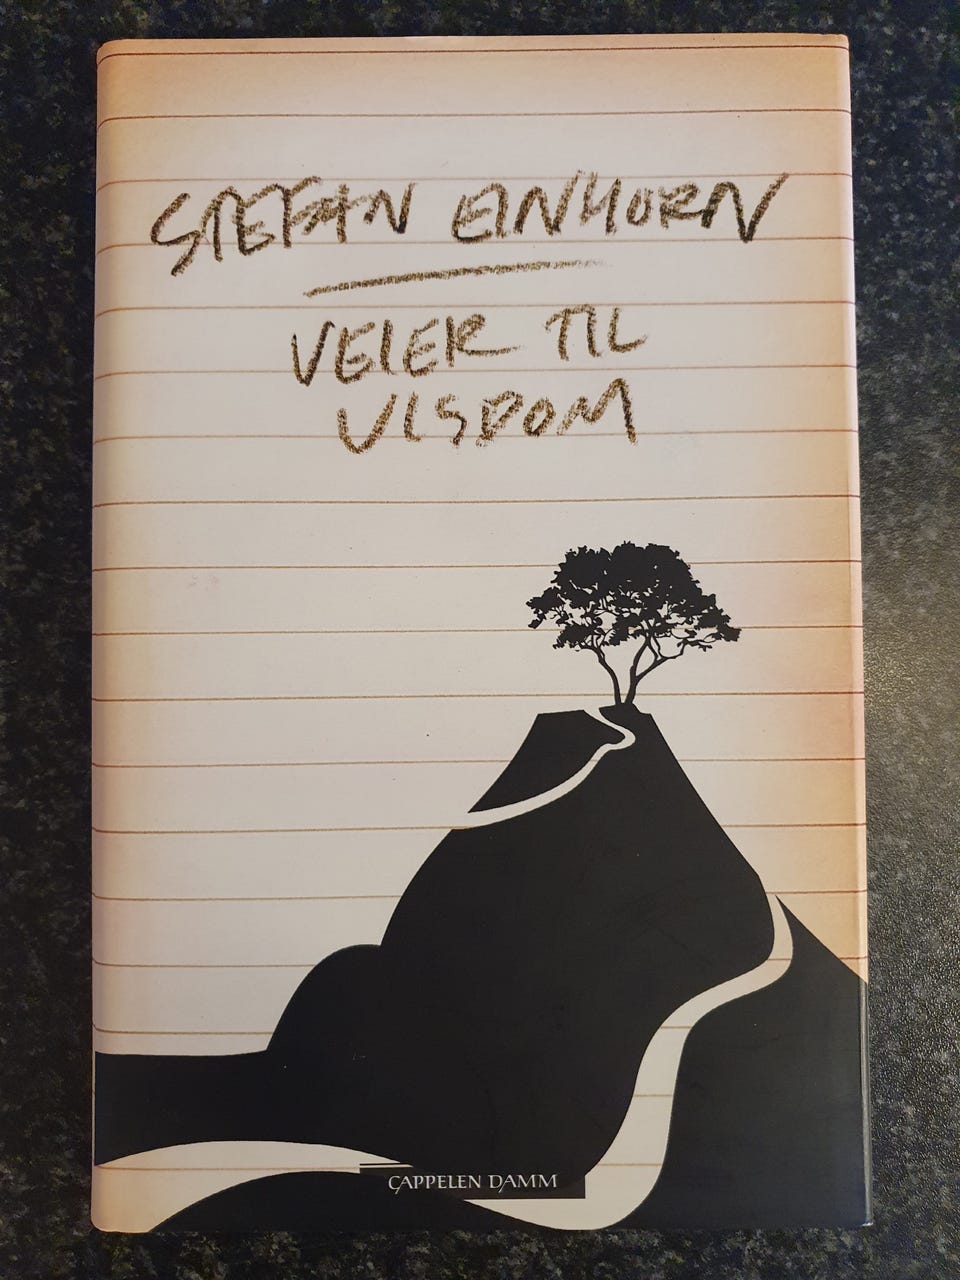 STEFAN EINHORN
VEIER TIL
VISDOM
CAPPELEN DAMM